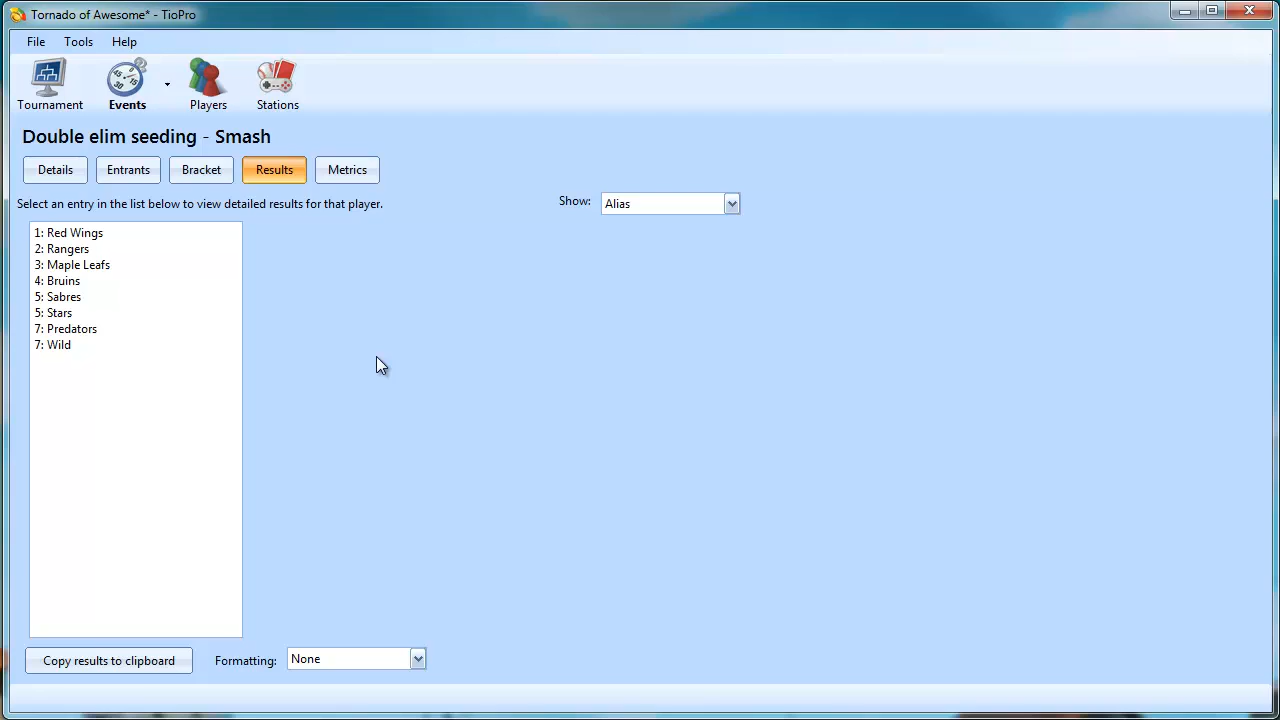 Tornado of Awesome* - TioPro
File Tools Help
Tournament Events Players Stations
Double elim seeding - Smash
Details Entrants Bracket Results Metrics
Select an entry in the list below to view detailed results for that player.
Show: Alias
1: Red Wings
2: Rangers
3: Maple Leafs
4: Bruins
5: Sabres
5: Stars
7: Predators
7: Wild
Copy results to clipboard Formatting: None